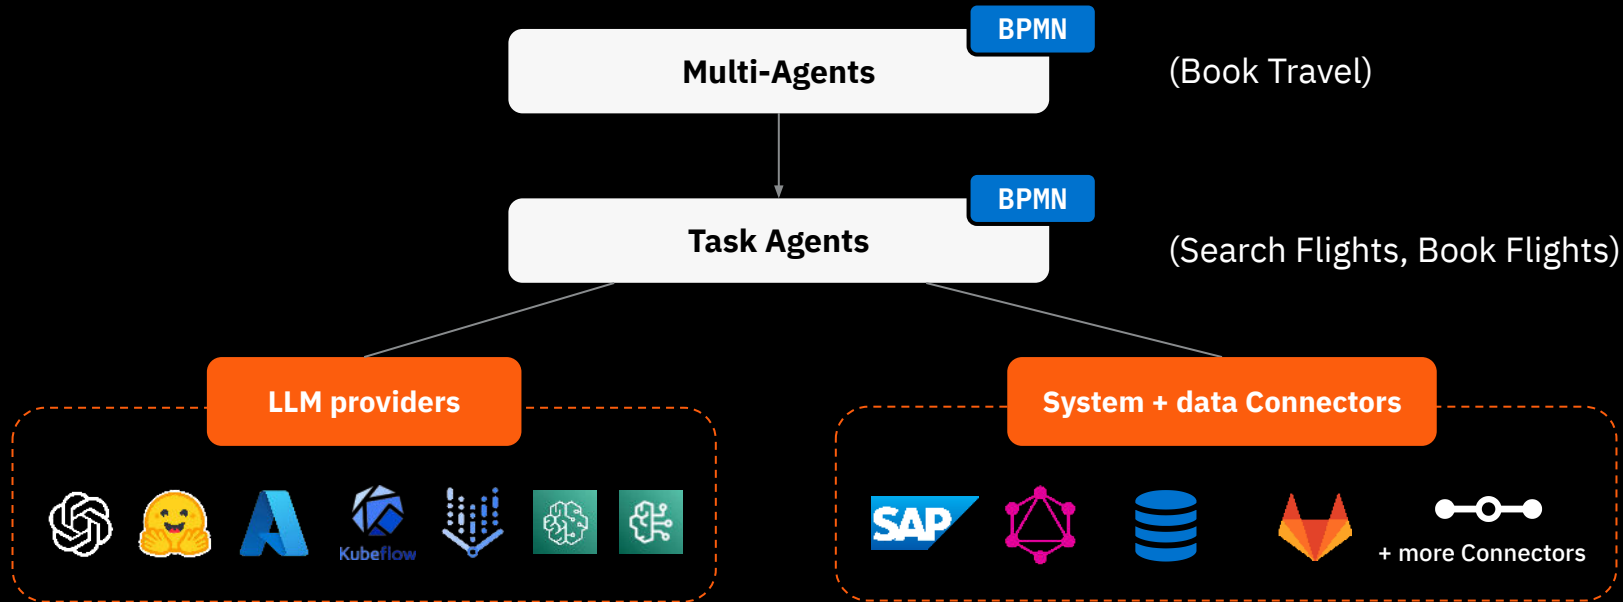 BPMN
Multi-Agents
(Book Travel)
BPMN
Task Agents
(Search Flights, Book Flights)
LLM providers
System + data Connectors
Kubeflow
SAP
+ more Connectors